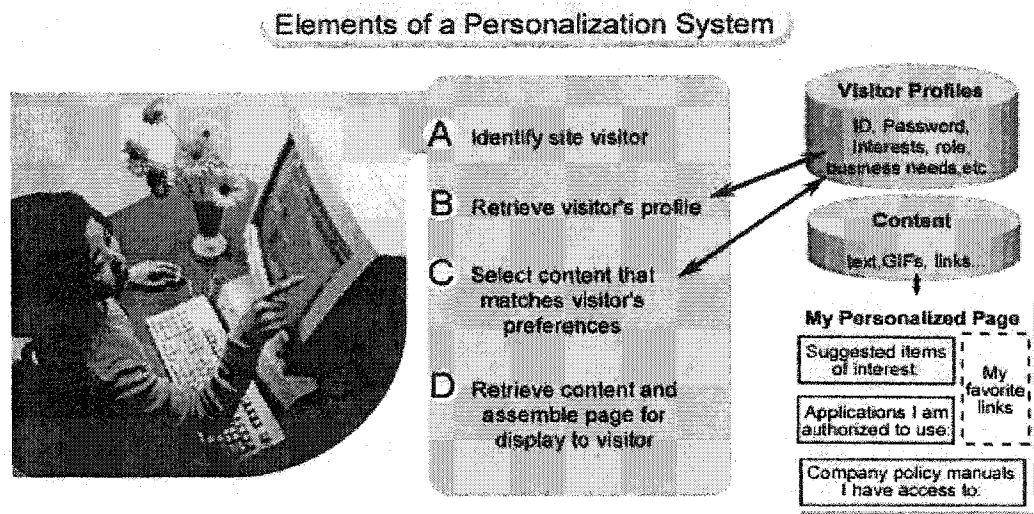 Elements of a Personalization System
A Identify site visitor
B Retrieve visitor's profile
C Select content that
matches visitor's
preferences
D Retrieve content and
assemble page for
display to visitor
Visitor Profiles
ID, Password,
Interests, role,
business needs,etc
Content
text,GIFs, links...
My Personalized Page
Suggested items
of interest:
My
favorite
links
Applications I am
authorized to use:
Company policy manuals
I have access to: